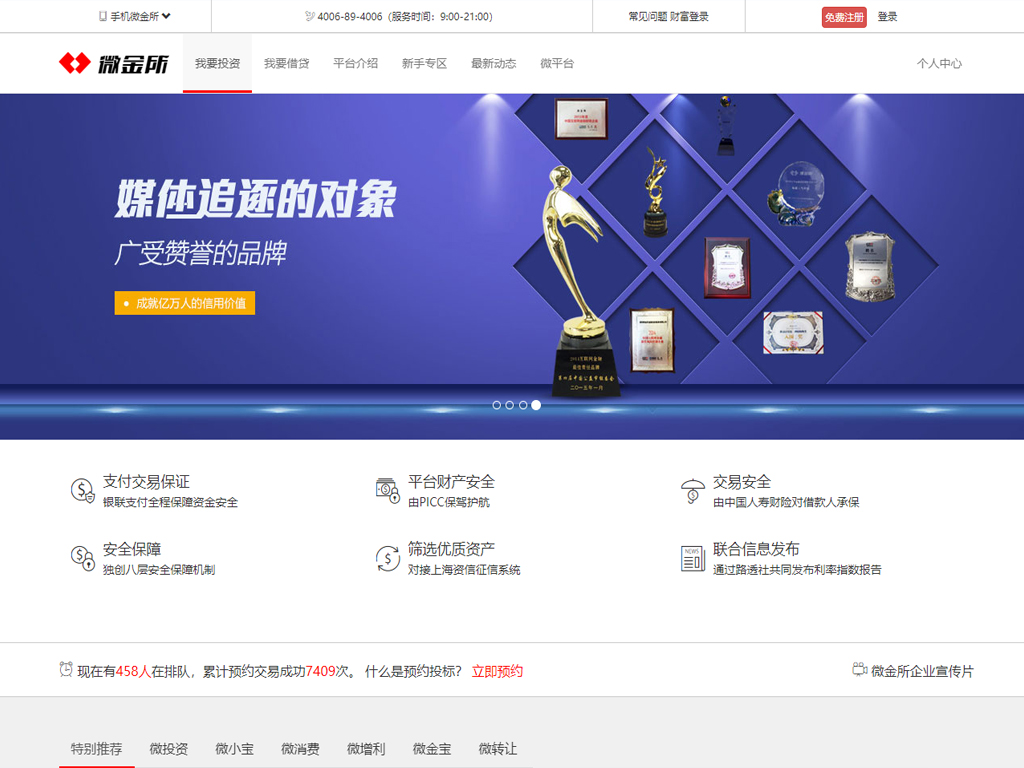 手机微金所
4006-89-4006（服务时间：9:00-21:00）
常见问题 财富登录
免费注册
登录
微金所
我要投资
我要借贷
平台介绍
新手专区
最新动态
微平台
个人中心
媒体追逐的对象
广受赞誉的品牌
成就亿万人的信用价值
支付交易保证
银联支付全程保障资金安全
平台财产安全
由PICC保驾护航
交易安全
由中国人寿财险对借款人承保
安全保障
独创八层安全保障机制
筛选优质资产
对接上海资信征信系统
NEWS
联合信息发布
通过路透社共同发布利率指数报告
现在有458人在排队，累计预约交易成功7409次。 什么是预约投标？ 立即预约
微金所企业宣传片
特别推荐
微投资
微小宝
微消费
微增利
微金宝
微转让